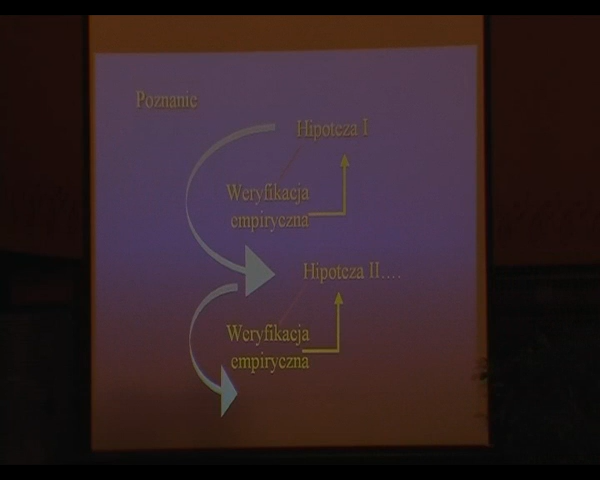 Poznanie
Hipoteza I
Weryfikacja
empiryczna
Hipoteza II....
Weryfikacja
empiryczna